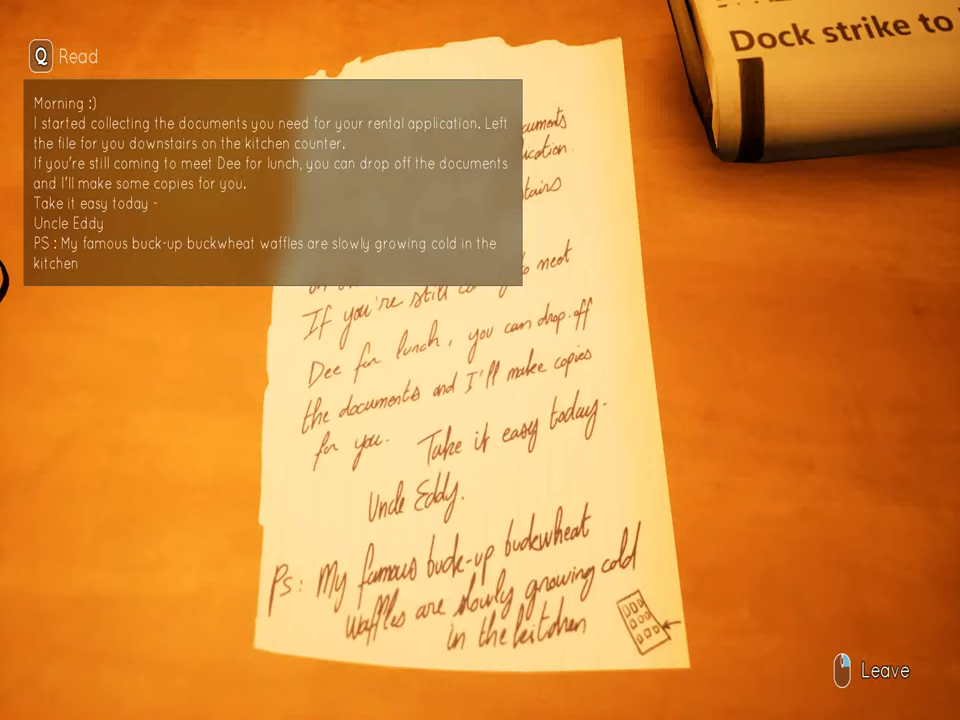 Q Read
Morning :)
I started collecting the documents you need for your rental application. Left
the file for you downstairs on the kitchen counter.
If you're still coming to meet Dee for lunch, you can drop off the documents
and I'll make some copies for you.
Take it easy today -
Uncle Eddy
PS : My famous buck-up buckwheat waffles are slowly growing cold in the
kitchen
Dock strike to
If you're still
Dee for lunch, you can drop off
the documents and I'll make copies
for you. Take it easy today.
Uncle Eddy.
Ps: My famous buck-up buckwheat
waffles are slowly growing cold
in the kitchen
Leave